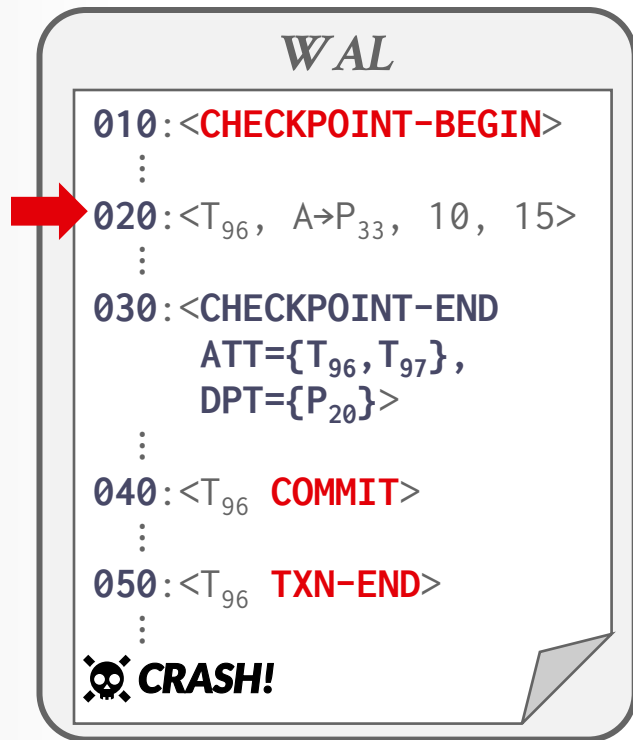 WAL
010:<CHECKPOINT-BEGIN>
⋮
020:<T₉₆, A→P₃₃, 10, 15>
⋮
030:<CHECKPOINT-END
ATT={T₉₆,T₉₇},
DPT={P₂₀}>
⋮
040:<T₉₆ COMMIT>
⋮
050:<T₉₆ TXN-END>
⋮
CRASH!